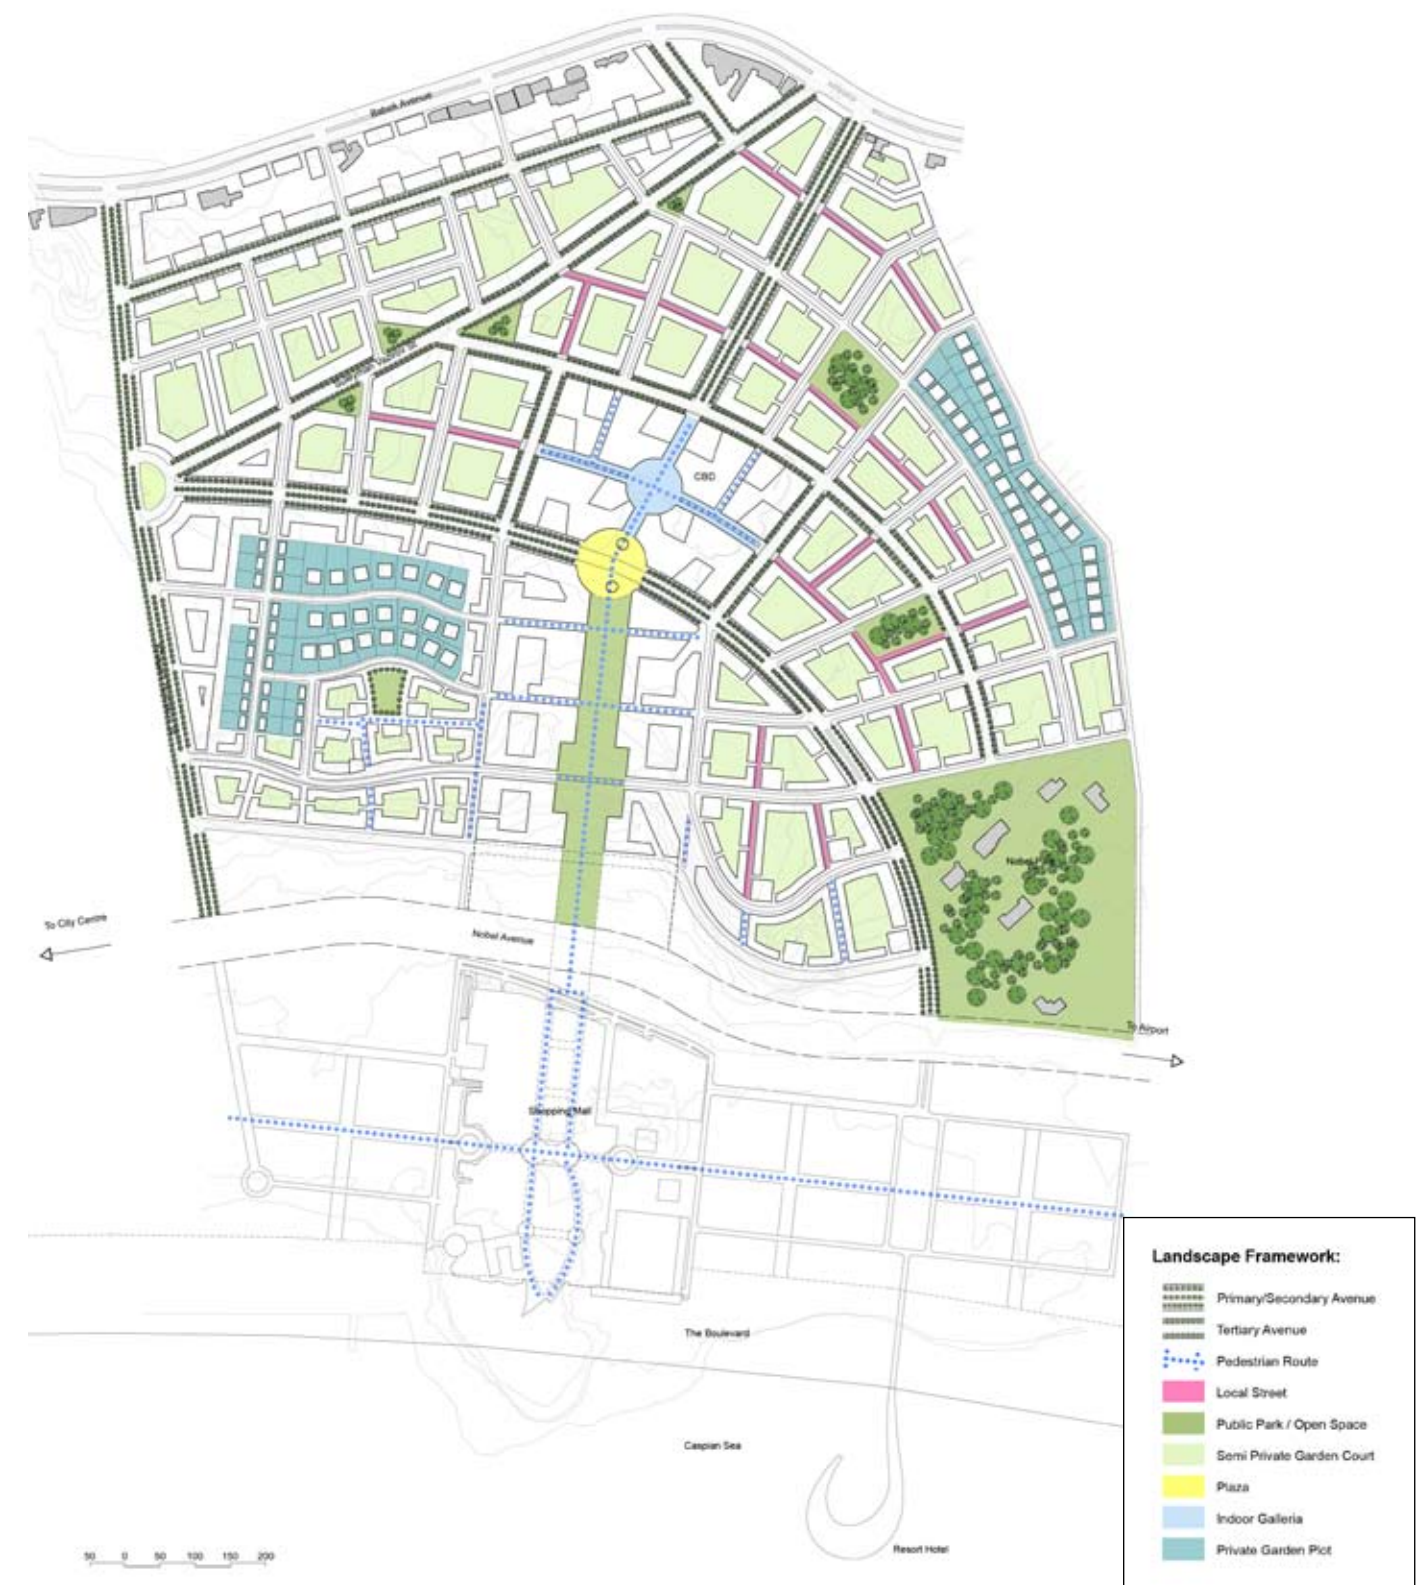 Babek Avenue
CBD
Nobel Park
To City Centre
Nobel Avenue
To Airport
Shopping Mall
The Boulevard
Caspian Sea
Resort Hotel
50 0 50 100 150 200
Landscape Framework:
Primary/Secondary Avenue
Tertiary Avenue
Pedestrian Route
Local Street
Public Park / Open Space
Semi Private Garden Court
Plaza
Indoor Galleria
Private Garden Plot